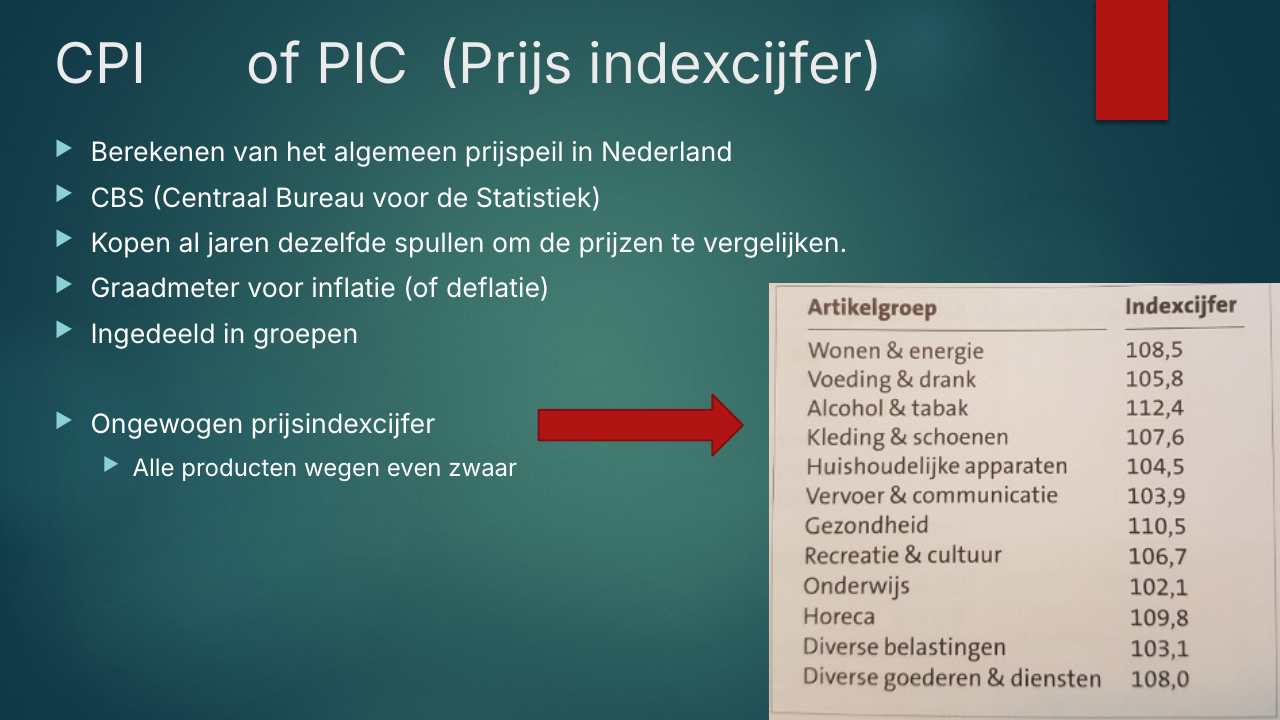 CPI of PIC (Prijs indexcijfer)
Berekenen van het algemeen prijspeil in Nederland
CBS (Centraal Bureau voor de Statistiek)
Kopen al jaren dezelfde spullen om de prijzen te vergelijken.
Graadmeter voor inflatie (of deflatie)
Ingedeeld in groepen
Ongewogen prijsindexcijfer
Alle producten wegen even zwaar
Artikelgroep Indexcijfer
Wonen & energie 108,5
Voeding & drank 105,8
Alcohol & tabak 112,4
Kleding & schoenen 107,6
Huishoudelijke apparaten 104,5
Vervoer & communicatie 103,9
Gezondheid 110,5
Recreatie & cultuur 106,7
Onderwijs 102,1
Horeca 109,8
Diverse belastingen 103,1
Diverse goederen & diensten 108,0